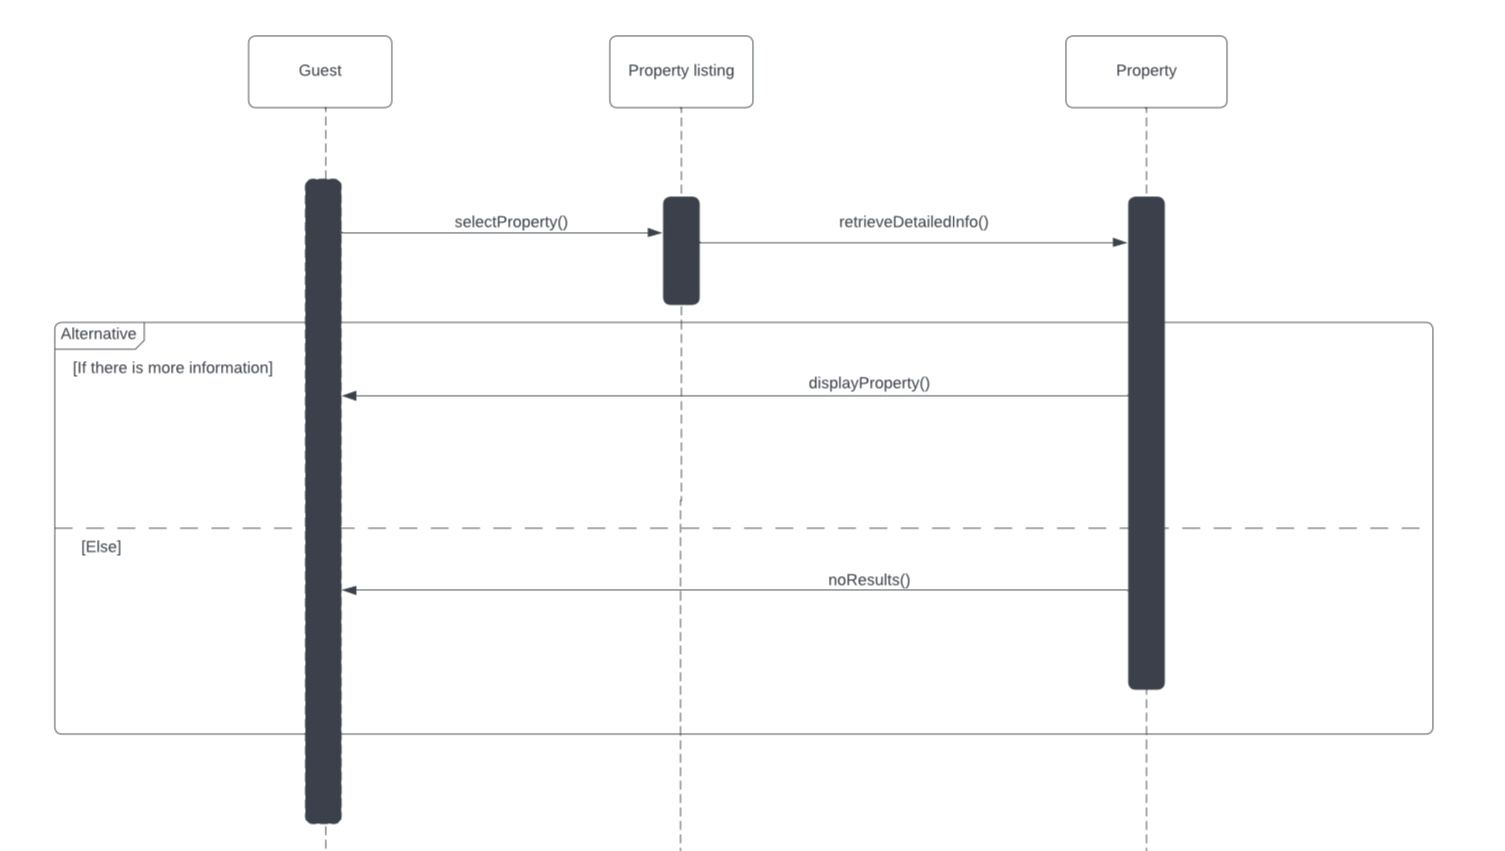 Guest
Property listing
Property
selectProperty()
retrieveDetailedInfo()
Alternative
[If there is more information]
displayProperty()
[Else]
noResults()